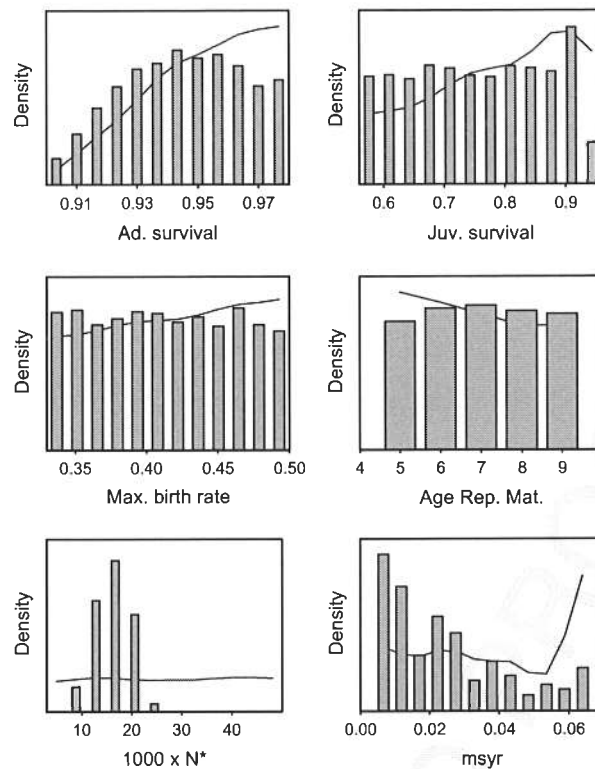 Density
0.91 0.93 0.95 0.97
Ad. survival
Density
0.6 0.7 0.8 0.9
Juv. survival
Density
0.35 0.40 0.45 0.50
Max. birth rate
Density
4 5 6 7 8 9
Age Rep. Mat.
Density
10 20 30 40
1000 x N*
Density
0.00 0.02 0.04 0.06
msyr